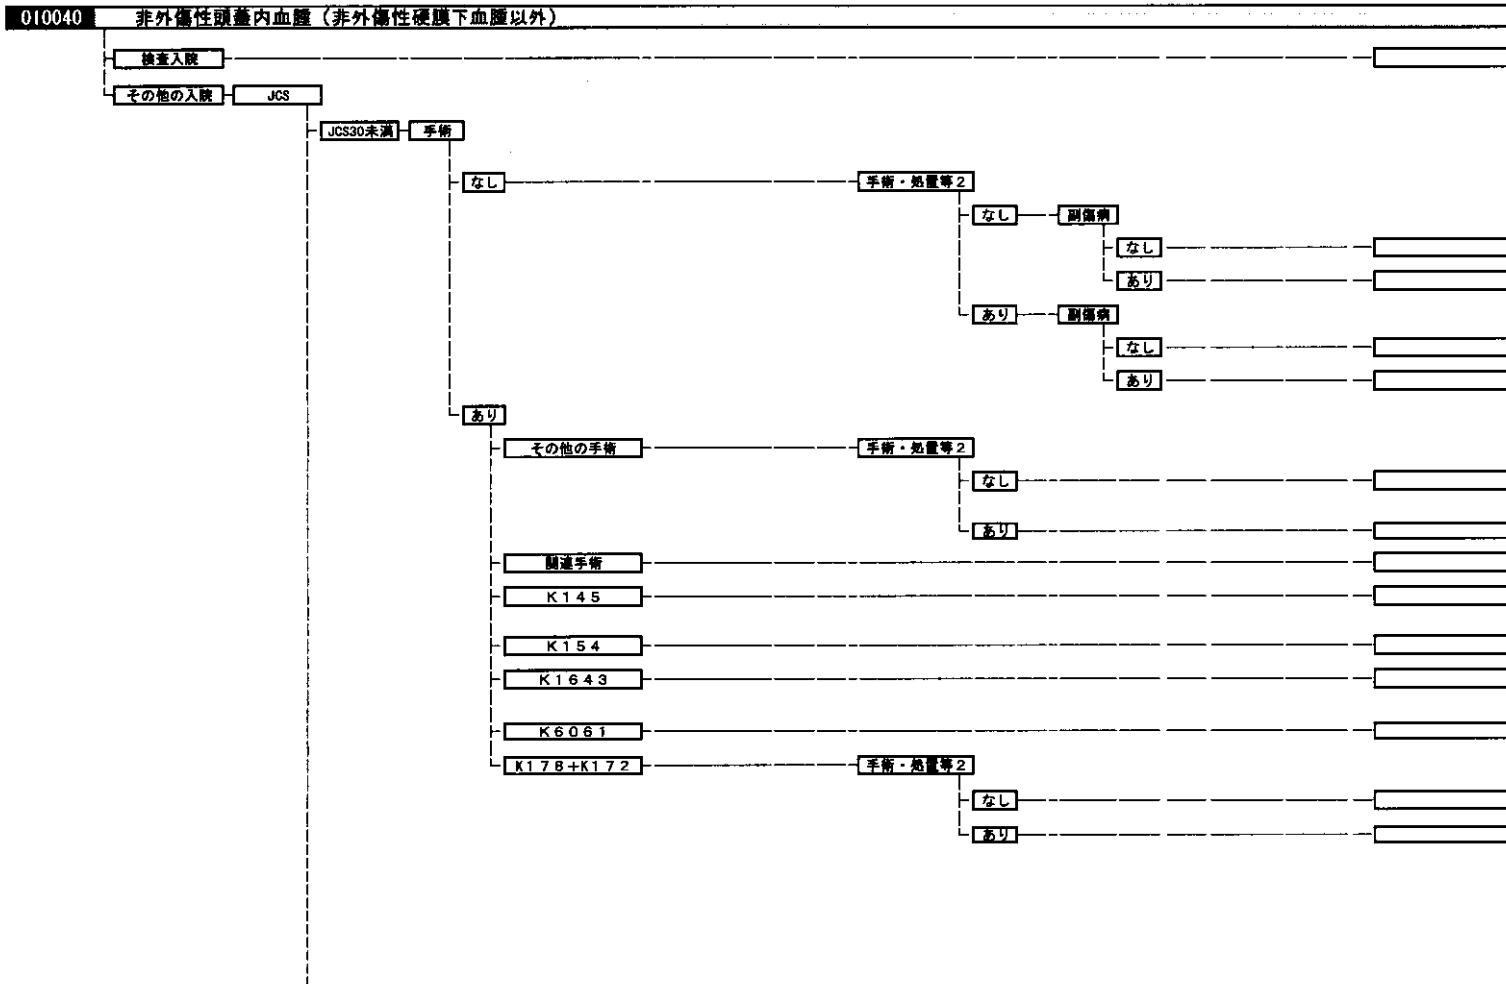 010040 非外傷性頭蓋内血腫（非外傷性硬膜下血腫以外）
検査入院
その他の入院 JCS
JCS30未満 手術
なし 手術・処置等2
なし 副傷病
なし
あり
あり 副傷病
なし
あり
あり
その他の手術 手術・処置等2
なし
あり
関連手術
K145
K154
K1643
K6061
K178+K172 手術・処置等2
なし
あり